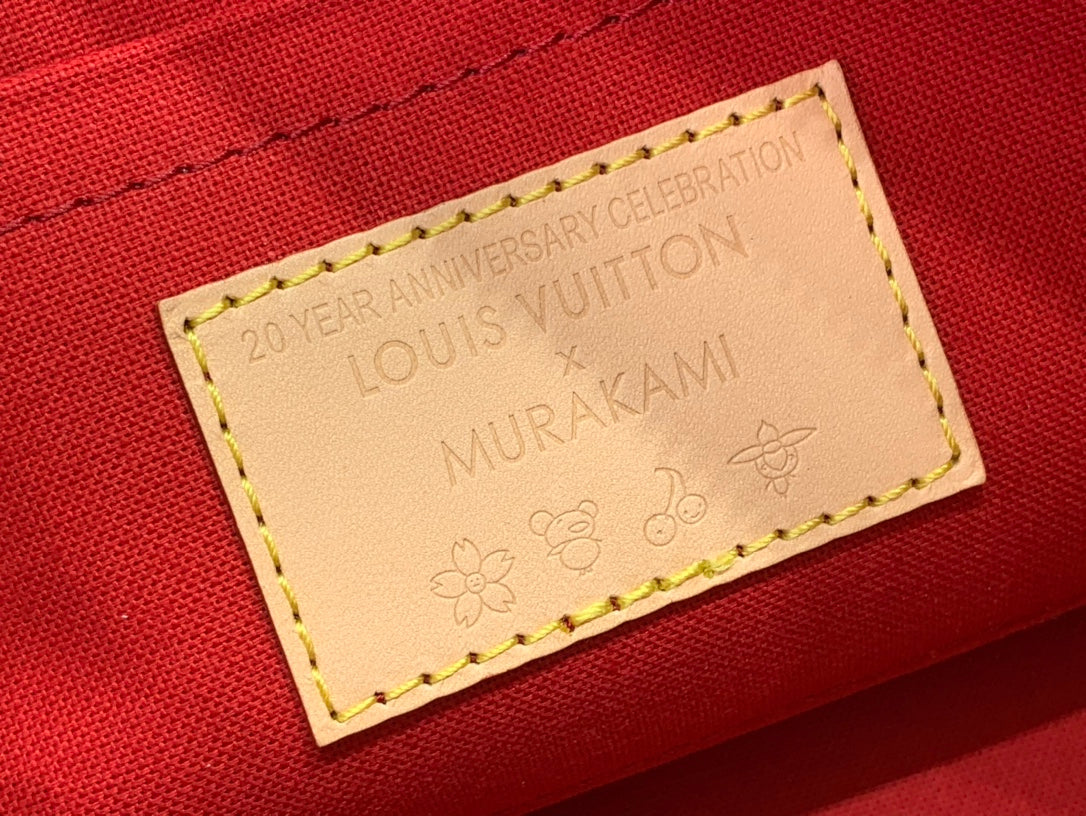 20 YEAR ANNIVERSARY CELEBRATION
LOUIS VUITTON
x
MURAKAMI